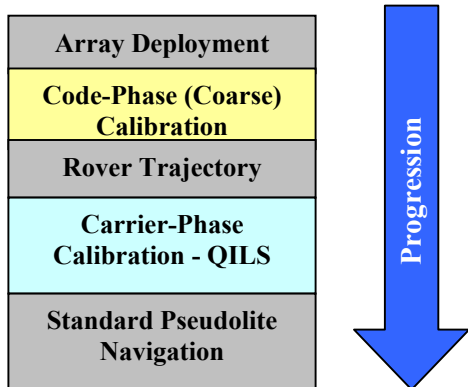 Array Deployment
Code-Phase (Coarse)
Calibration
Rover Trajectory
Carrier-Phase
Calibration - QILS
Standard Pseudolite
Navigation
Progression